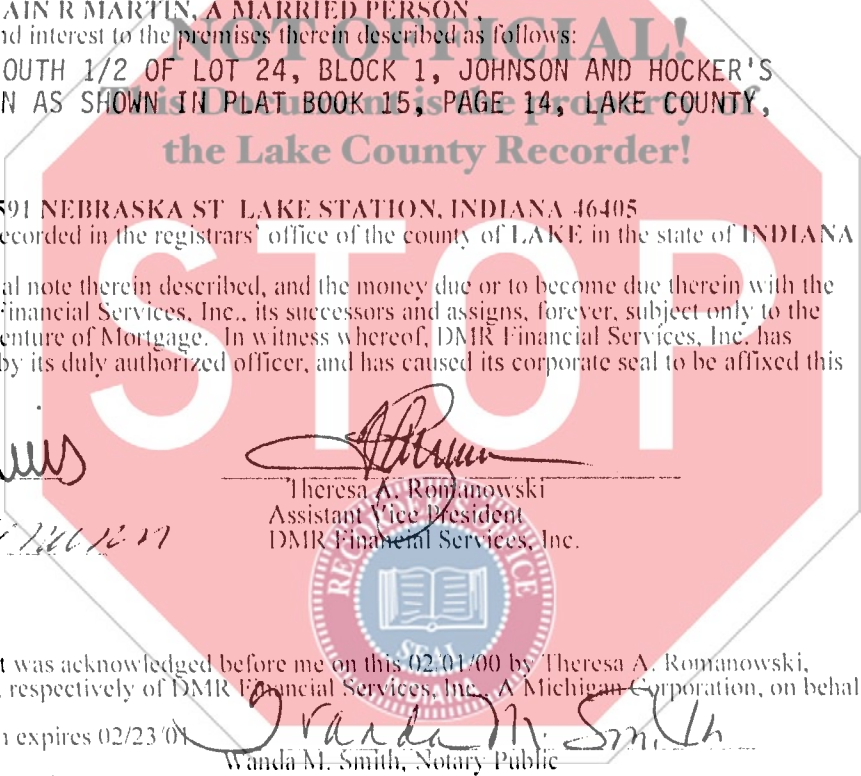 AIN R MARTIN, A MARRIED PERSON,
nd interest to the premises therein described as follows:
NOT OFFICIAL!
OUTH 1/2 OF LOT 24, BLOCK 1, JOHNSON AND HOCKER'S
This Document is the property of
N AS SHOWN IN PLAT BOOK 15, PAGE 14, LAKE COUNTY,
the Lake County Recorder!
591 NEBRASKA ST LAKE STATION, INDIANA 46405
ecorded in the registrars' office of the county of LAKE in the state of INDIANA
al note therein described, and the money due or to become due therein with the
Financial Services, Inc., its successors and assigns, forever, subject only to the
enture of Mortgage. In witness whereof, DMR Financial Services, Inc. has
by its duly authorized officer, and has caused its corporate seal to be affixed this
STOP
Theresa A. Romanowski
Assistant Vice President
DMR Financial Services, Inc.
RECORDER'S OFFICE
SEAL
INDIANA
t was acknowledged before me on this 02/01/00 by Theresa A. Romanowski,
, respectively of DMR Financial Services, Inc., A Michigan Corporation, on behal
n expires 02/23/01
Wanda M. Smith
Wanda M. Smith, Notary Public